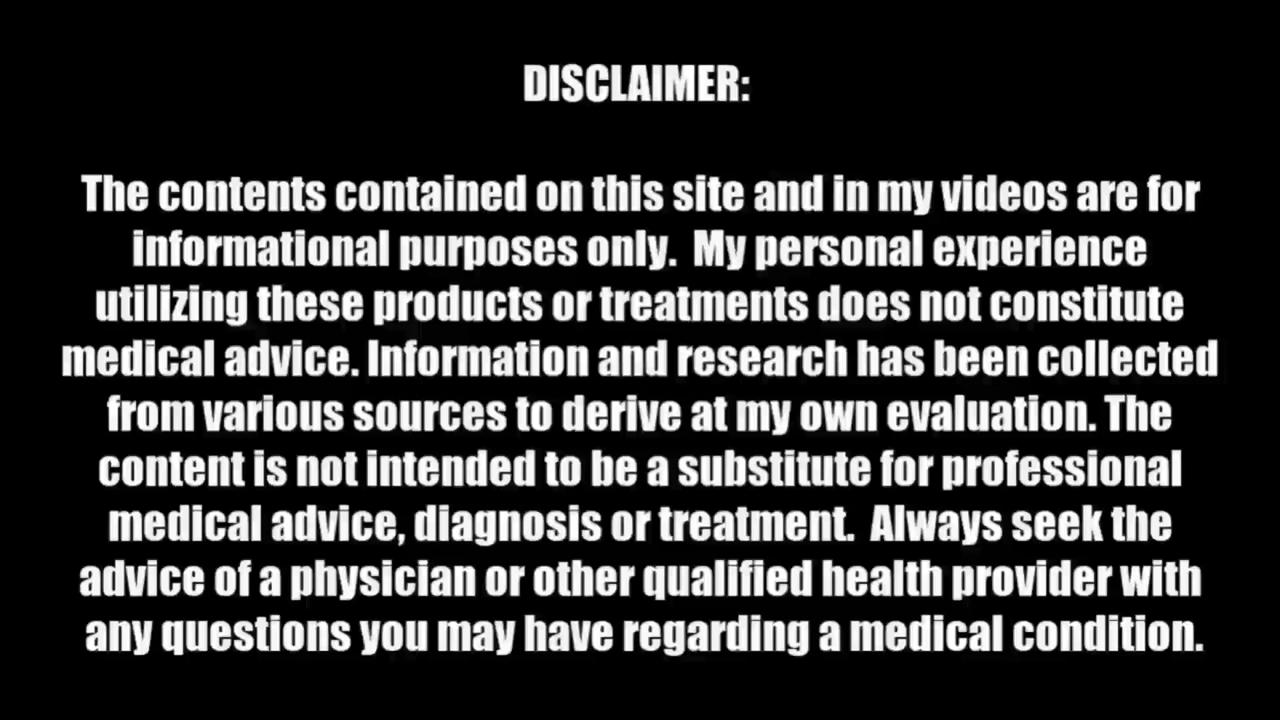 DISCLAIMER:
The contents contained on this site and in my videos are for
informational purposes only.  My personal experience
utilizing these products or treatments does not constitute
medical advice. Information and research has been collected
from various sources to derive at my own evaluation. The
content is not intended to be a substitute for professional
medical advice, diagnosis or treatment.  Always seek the
advice of a physician or other qualified health provider with
any questions you may have regarding a medical condition.